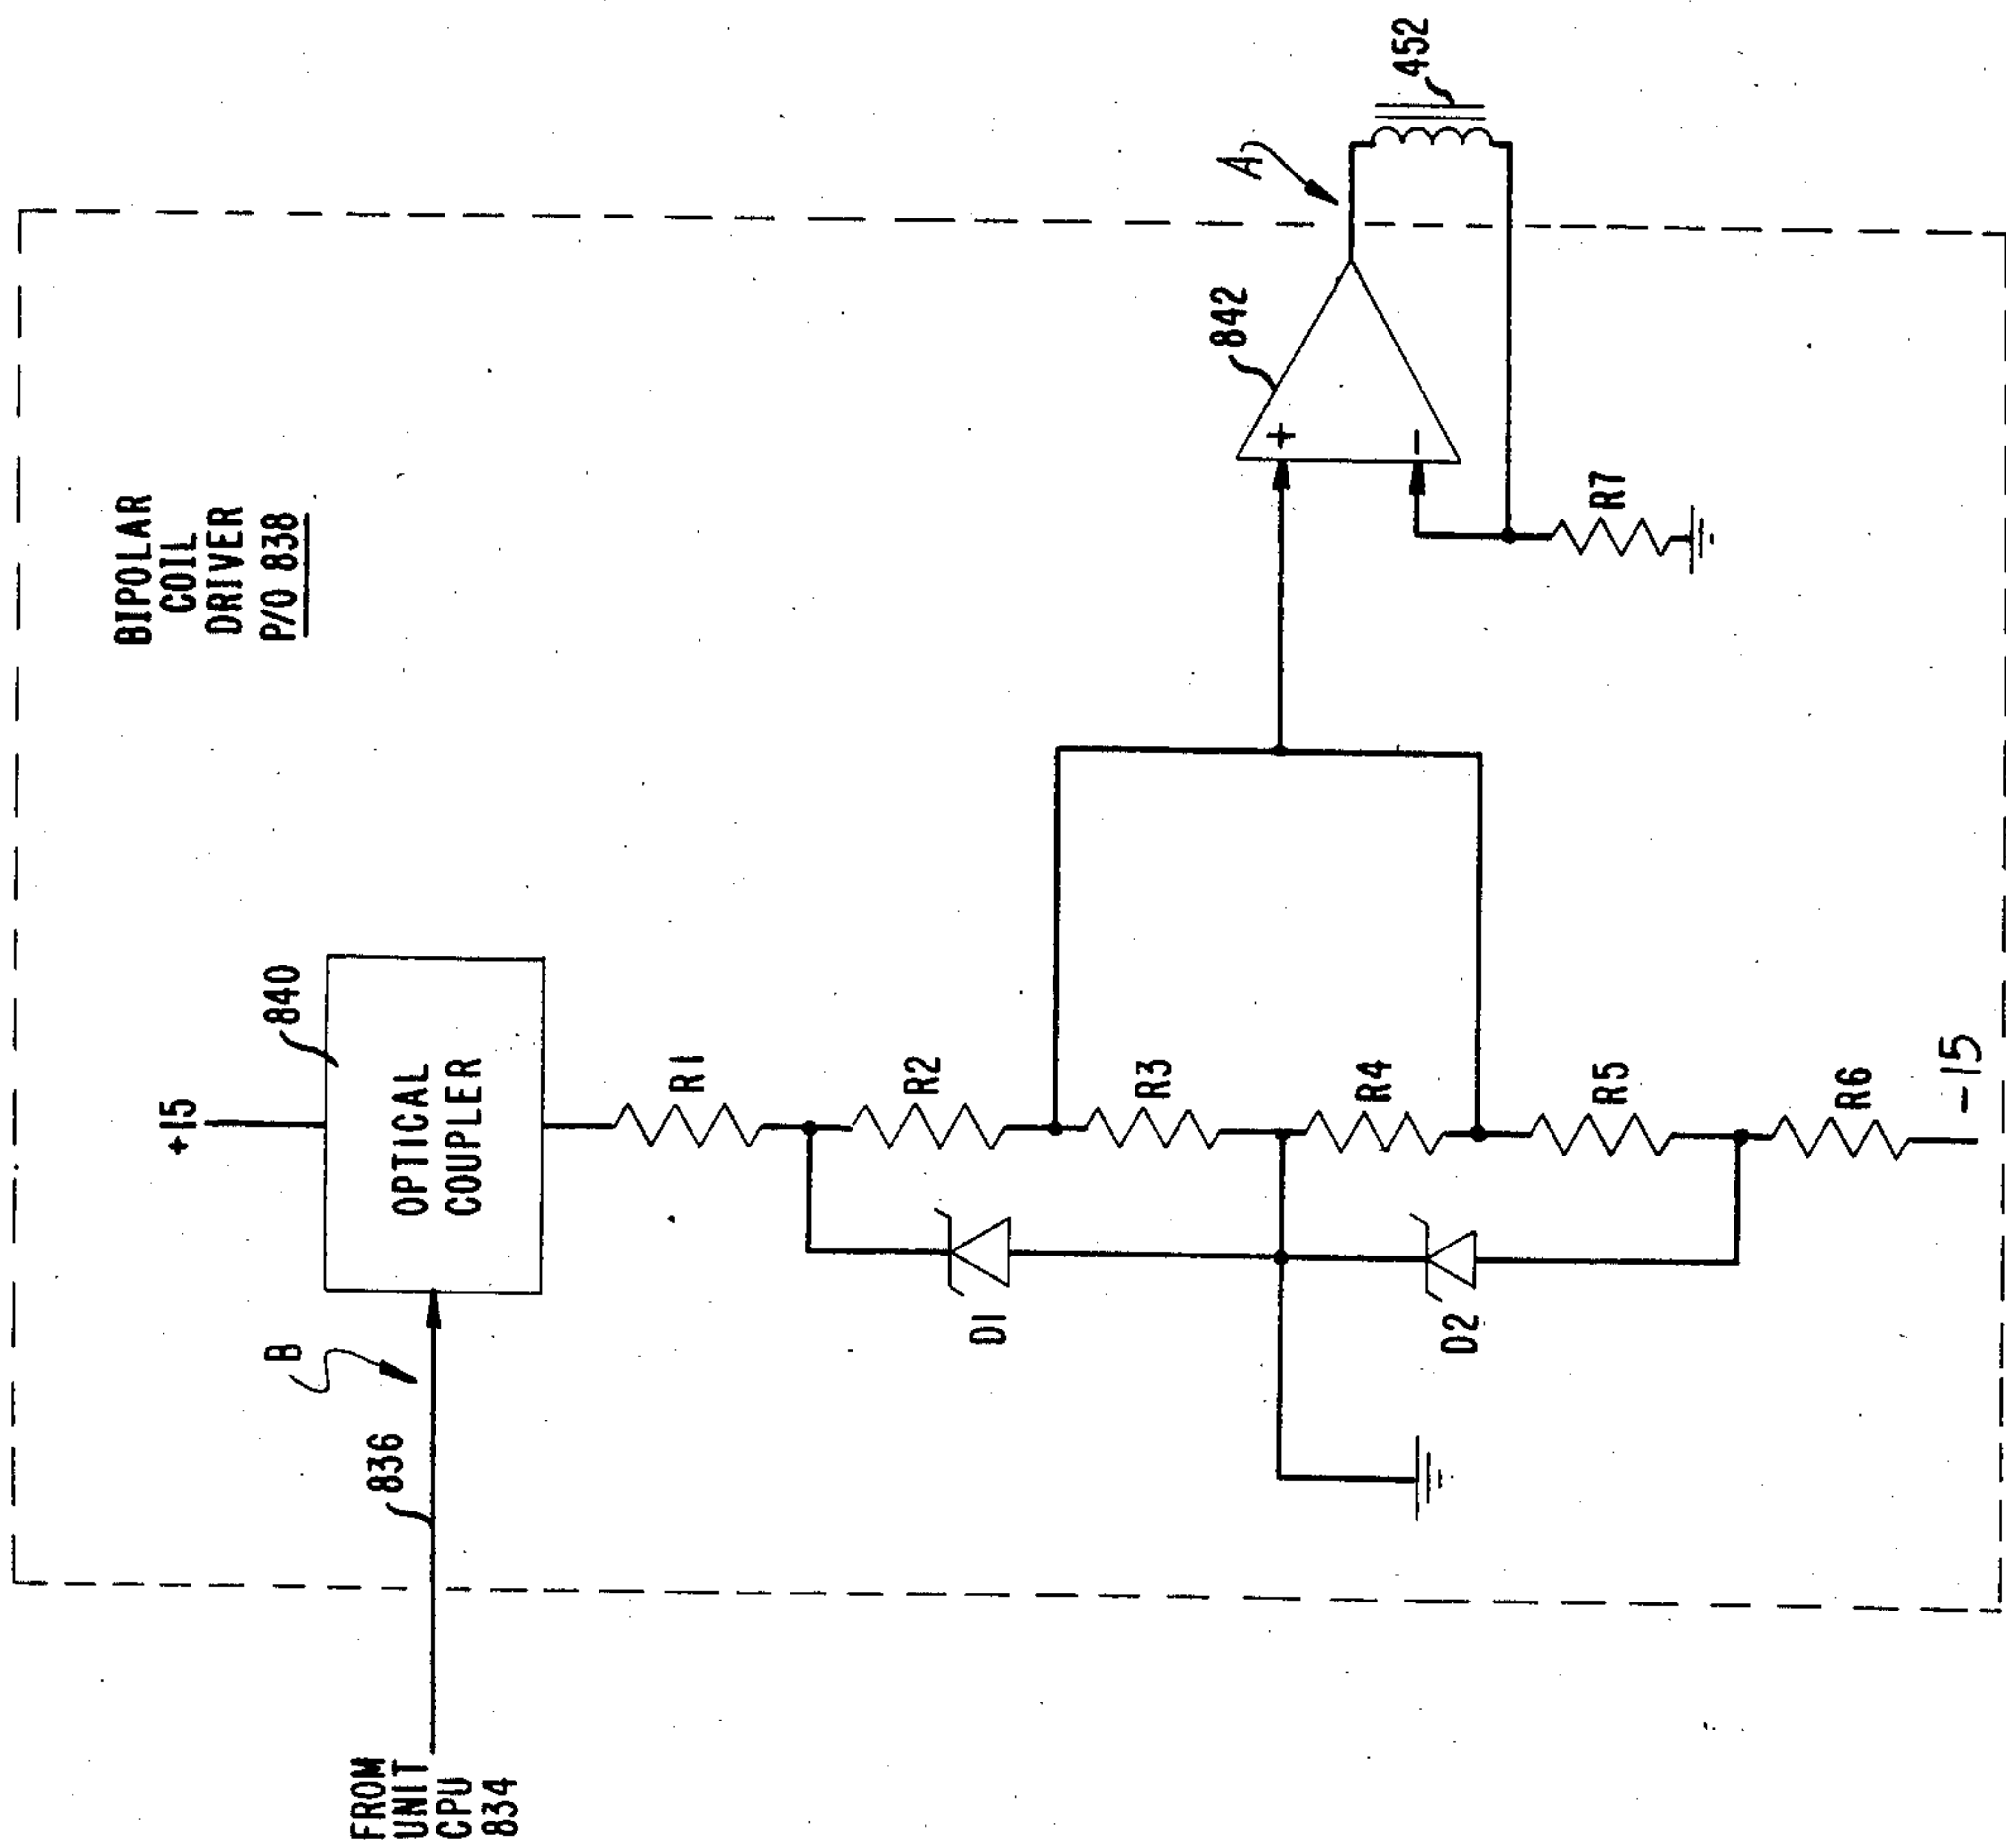 BIPOLAR
COIL
DRIVER
P/O 838
+15
840
OPTICAL
COUPLER
B
836
FROM
UNIT
CPU
834
R1
R2
R3
R4
R5
R6
-15
D1
D2
842
+
-
A
452
R7